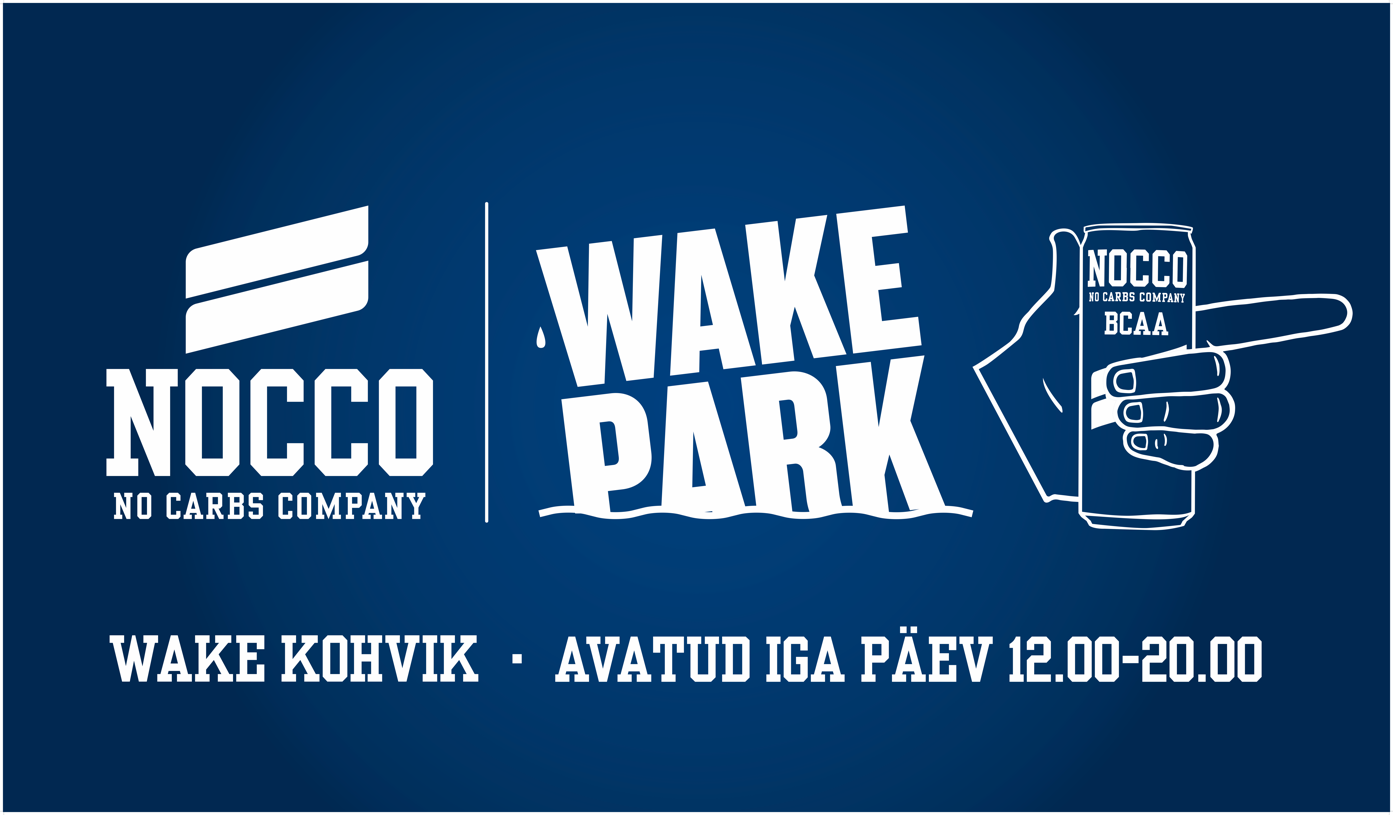 NOCCO
NO CARBS COMPANY
WAKE
PARK
NOCCO
NO CARBS COMPANY
BCAA
WAKE KOHVIK · AVATUD IGA PÄEV 12.00-20.00